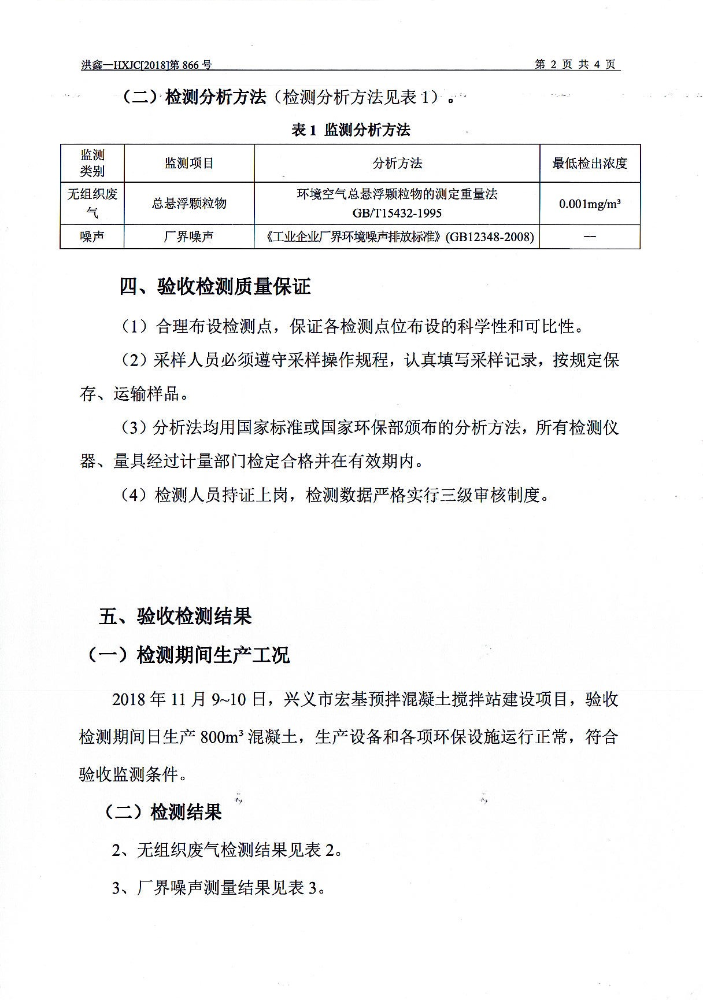 洪鑫—HXJC[2018]第 866 号 第 2 页 共 4 页
（二）检测分析方法（检测分析方法见表 1）。
表 1 监测分析方法
监测类别 监测项目 分析方法 最低检出浓度
无组织废气 总悬浮颗粒物 环境空气总悬浮颗粒物的测定重量法 GB/T15432-1995 0.001mg/m³
噪声 厂界噪声 《工业企业厂界环境噪声排放标准》(GB12348-2008) --
四、验收检测质量保证
（1）合理布设检测点，保证各检测点位布设的科学性和可比性。
（2）采样人员必须遵守采样操作规程，认真填写采样记录，按规定保
存、运输样品。
（3）分析法均用国家标准或国家环保部颁布的分析方法，所有检测仪
器、量具经过计量部门检定合格并在有效期内。
（4）检测人员持证上岗，检测数据严格实行三级审核制度。
五、验收检测结果
（一）检测期间生产工况
2018 年 11 月 9~10 日，兴义市宏基预拌混凝土搅拌站建设项目，验收
检测期间日生产 800m³ 混凝土，生产设备和各项环保设施运行正常，符合
验收监测条件。
（二）检测结果
2、无组织废气检测结果见表 2。
3、厂界噪声测量结果见表 3。